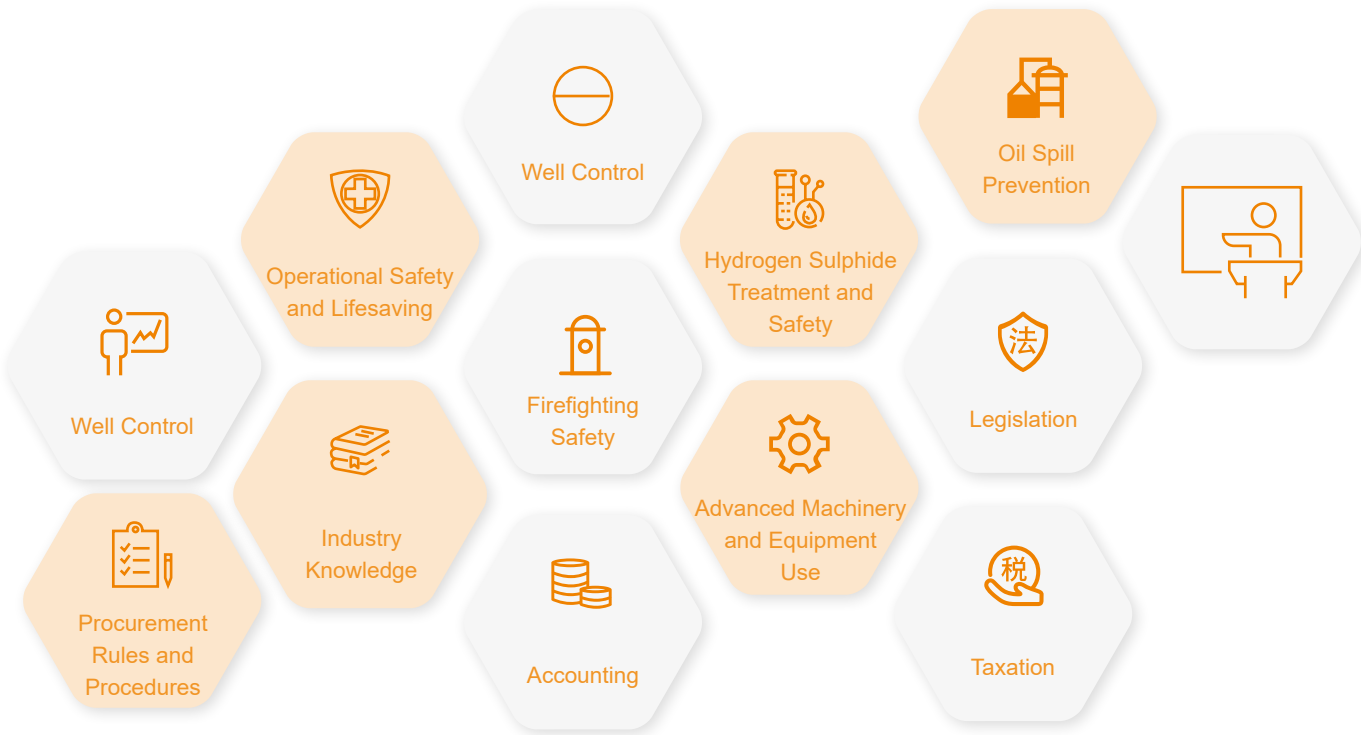 Well Control
Oil Spill
Prevention
Operational Safety
and Lifesaving
Hydrogen Sulphide
Treatment and
Safety
Well Control
Firefighting
Safety
法
Legislation
Industry
Knowledge
Advanced Machinery
and Equipment
Use
Procurement
Rules and
Procedures
Accounting
税
Taxation